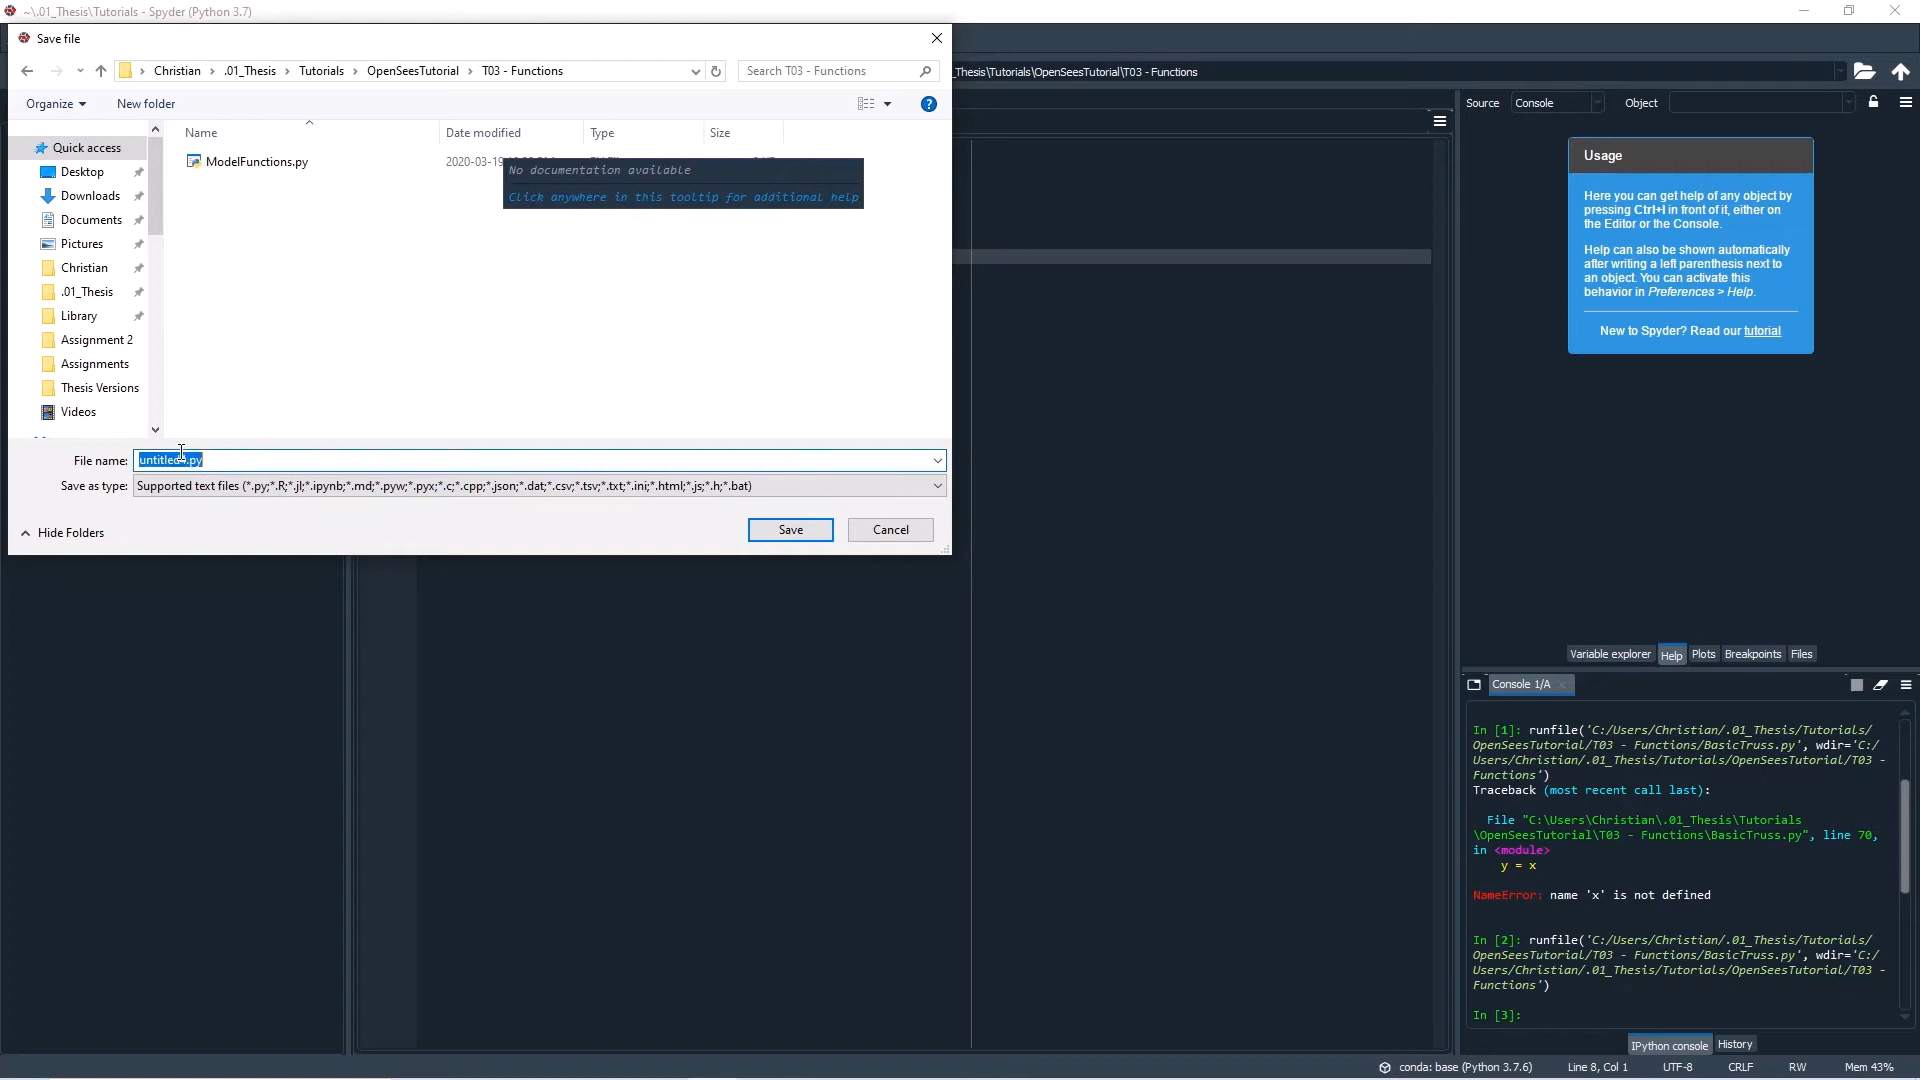 ~\.01_Thesis\Tutorials - Spyder (Python 3.7)
Save file
Christian > .01_Thesis > Tutorials > OpenSeesTutorial > T03 - Functions
Search T03 - Functions
_Thesis\Tutorials\OpenSeesTutorial\T03 - Functions
Organize
New folder
Source
Console
Object
Name
Date modified
Type
Size
Quick access
Desktop
Downloads
Documents
Pictures
Christian
.01_Thesis
Library
Assignment 2
Assignments
Thesis Versions
Videos
ModelFunctions.py
2020-03-19
No documentation available
Click anywhere in this tooltip for additional help
File name:
Save as type:
Supported text files (*.py;*.R;*.jl;*.ipynb;*.md;*.pyw;*.pyx;*.c;*.cpp;*.json;*.dat;*.csv;*.tsv;*.txt;*.ini;*.html;*.js;*.h;*.bat)
Hide Folders
Save
Cancel
Usage
Here you can get help of any object by
pressing Ctrl+I in front of it, either on
the Editor or the Console.
Help can also be shown automatically
after writing a left parenthesis next to
an object. You can activate this
behavior in Preferences > Help.
New to Spyder? Read our tutorial
Variable explorer
Help
Plots
Breakpoints
Files
Console 1/A
In [1]: runfile('C:/Users/Christian/.01_Thesis/Tutorials/
OpenSeesTutorial/T03 - Functions/BasicTruss.py', wdir='C:/
Users/Christian/.01_Thesis/Tutorials/OpenSeesTutorial/T03 -
Functions')
Traceback (most recent call last):
File "C:\Users\Christian\.01_Thesis\Tutorials
\OpenSeesTutorial\T03 - Functions\BasicTruss.py", line 70,
in <module>
y = x
NameError: name 'x' is not defined
In [2]: runfile('C:/Users/Christian/.01_Thesis/Tutorials/
OpenSeesTutorial/T03 - Functions/BasicTruss.py', wdir='C:/
Users/Christian/.01_Thesis/Tutorials/OpenSeesTutorial/T03 -
Functions')
In [3]:
IPython console
History
conda: base (Python 3.7.6)
Line 8, Col 1
UTF-8
CRLF
RW
Mem 43%